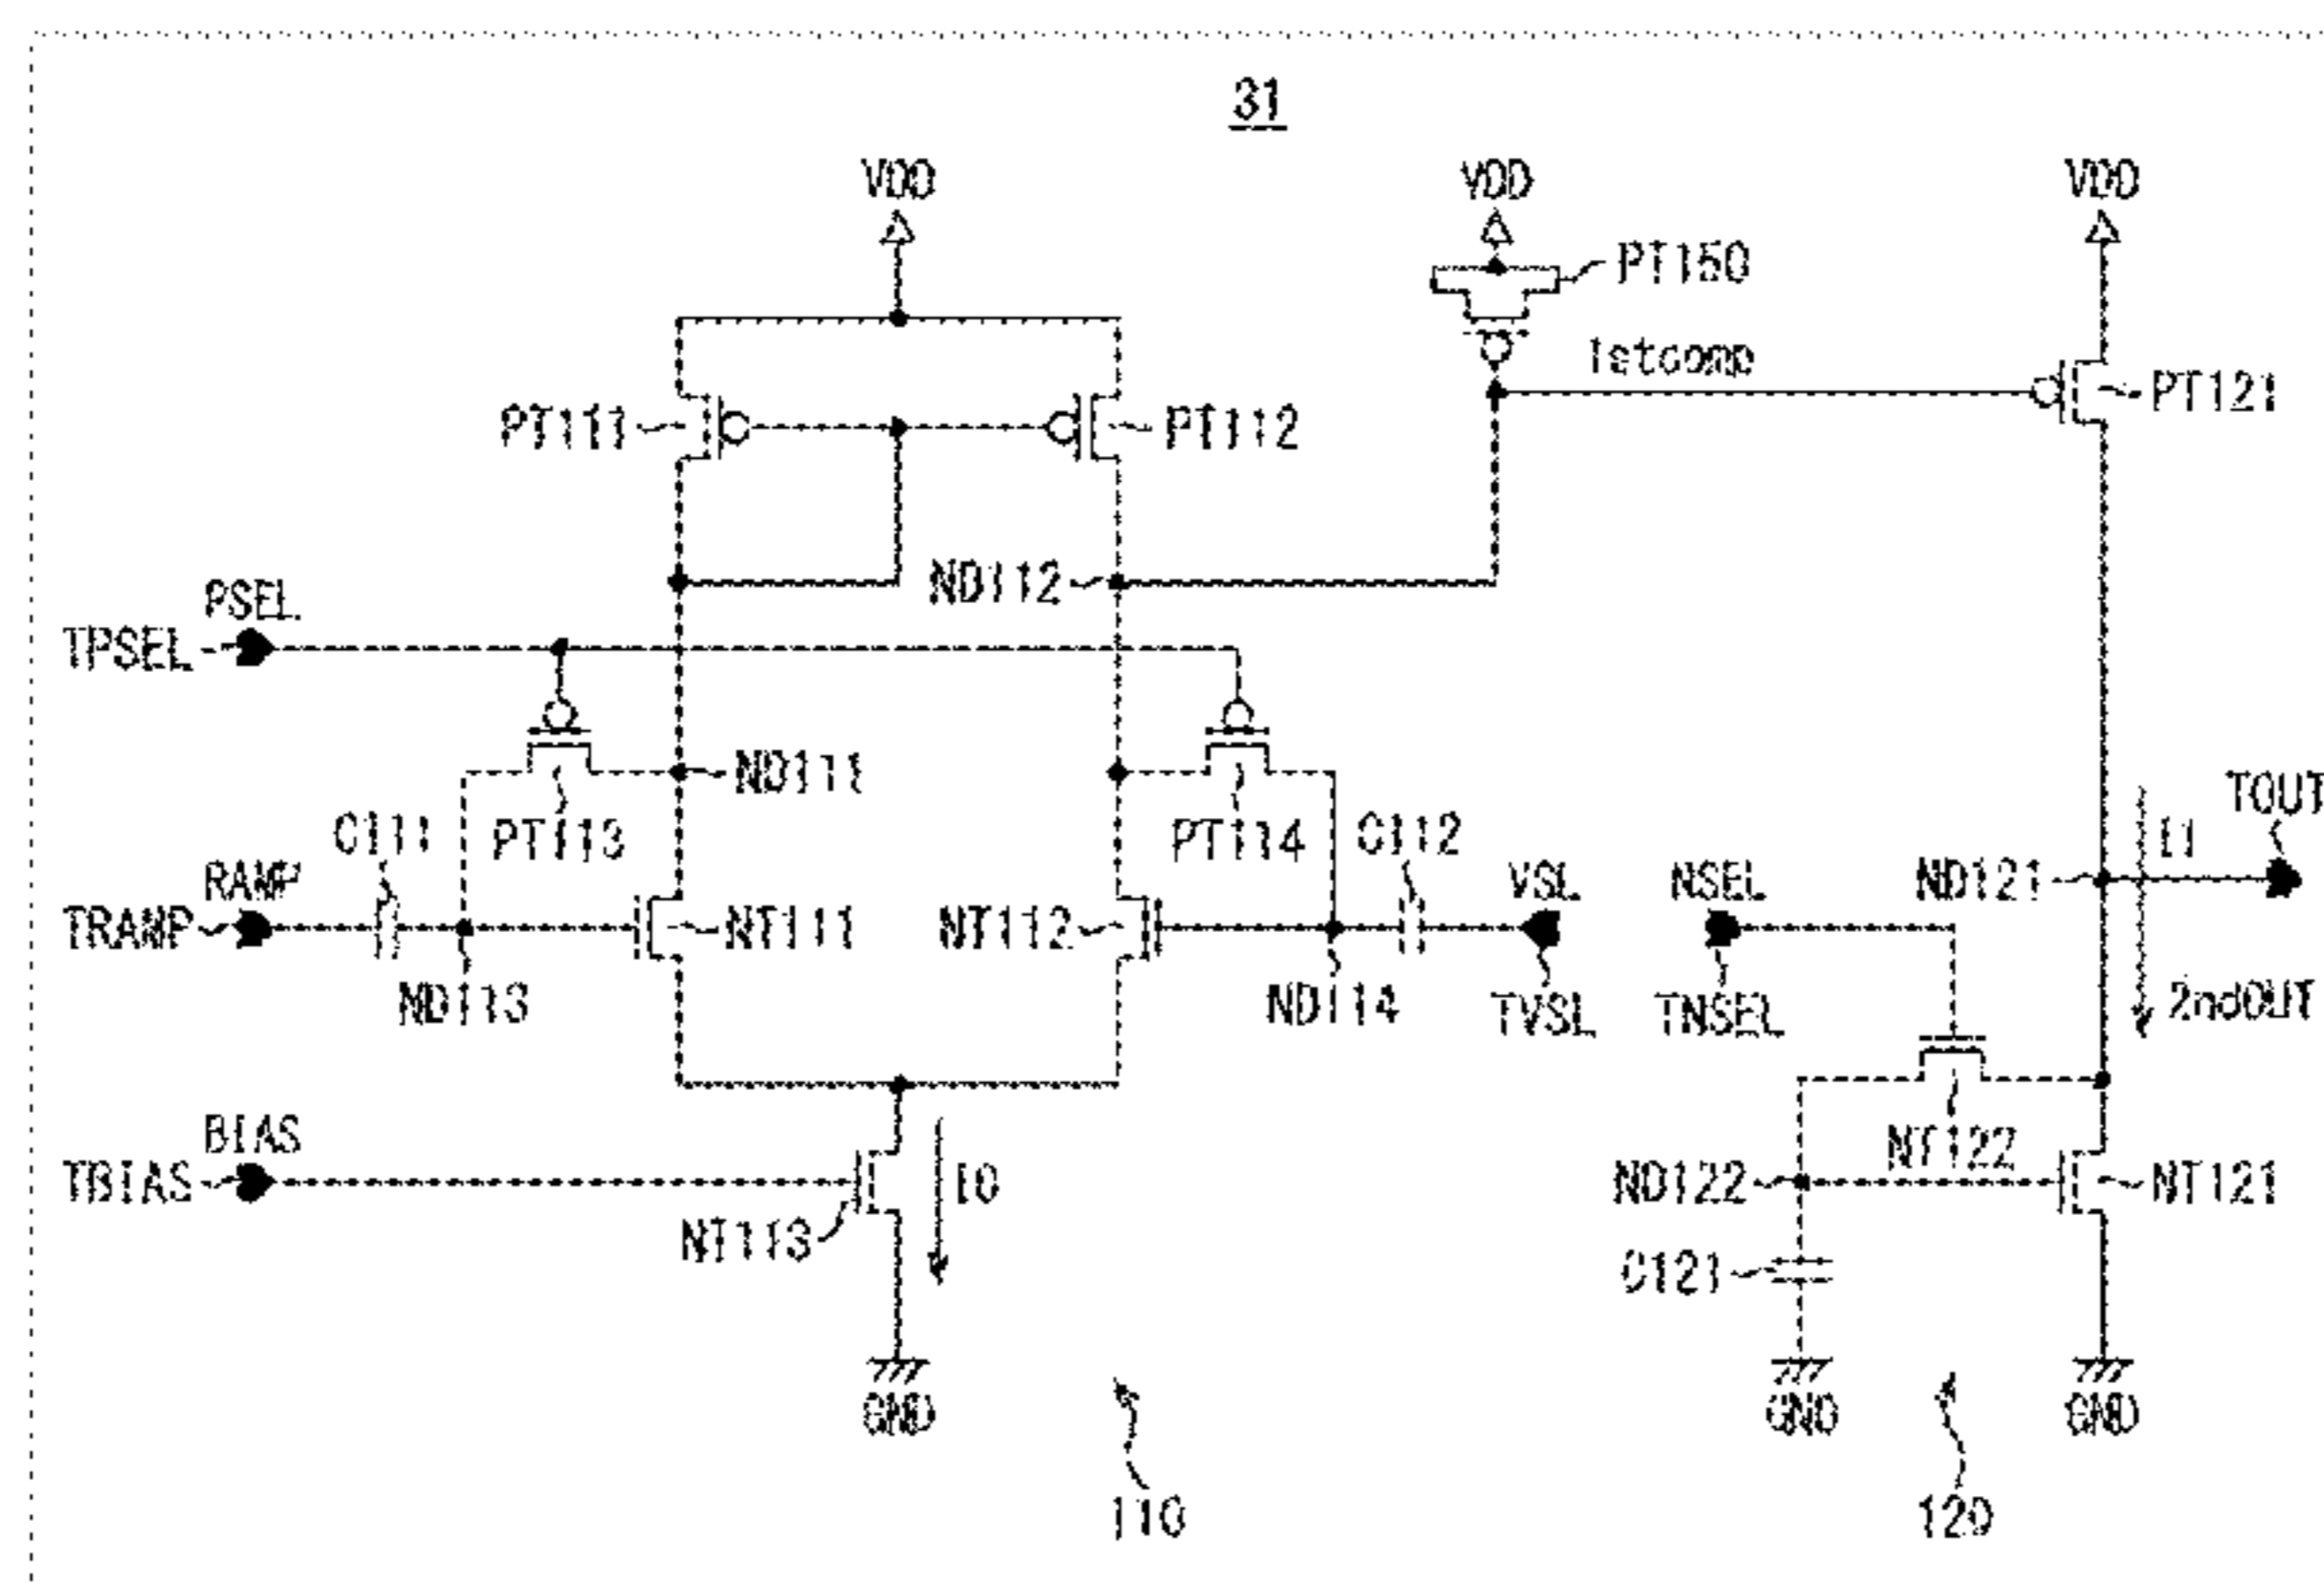 31
VDD VDD VDD
PT150
1stcomp
PT111 PT112 PT121
ND112
PSEL
TPSEL
ND111
PT113 PT114
C111 C112
RAMP VSL NSEL ND121 I1 TOUT
TRAMP NT111 NT112
ND113 ND114 TVSL TNSEL 2ndOUT
BIAS NT122
TBIAS I0 ND122 NT121
NT113
C121
GND GND GND
110 120